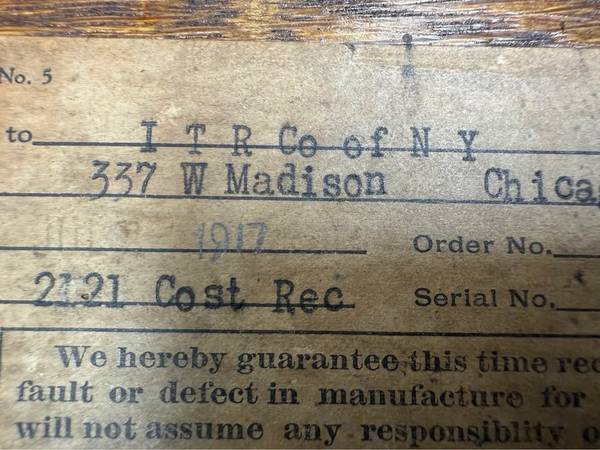 No. 5
to I T R Co of N Y
337 W Madison Chica
1917 Order No.
2121 Cost Rec Serial No.
We hereby guarantee this time rec
fault or defect in manufacture for
will not assume any responsiblity o